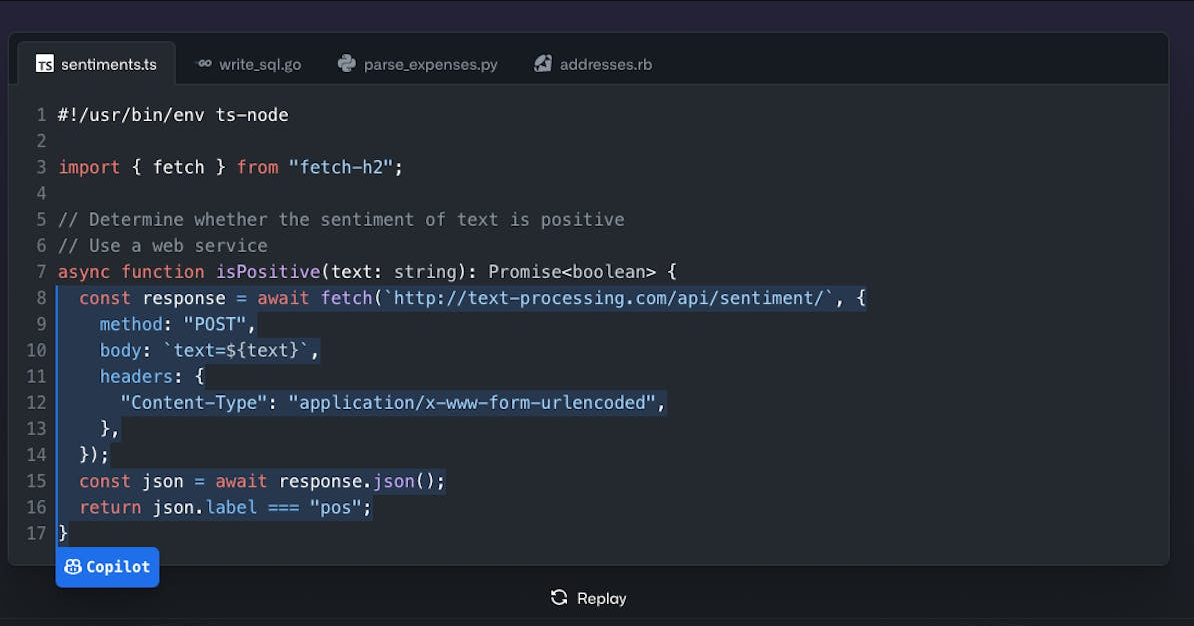 sentiments.ts write_sql.go parse_expenses.py addresses.rb
1 #!/usr/bin/env ts-node
2
3 import { fetch } from "fetch-h2";
4
5 // Determine whether the sentiment of text is positive
6 // Use a web service
7 async function isPositive(text: string): Promise<boolean> {
8   const response = await fetch(`http://text-processing.com/api/sentiment/`, {
9     method: "POST",
10     body: `text=${text}`,
11     headers: {
12       "Content-Type": "application/x-www-form-urlencoded",
13     },
14   });
15   const json = await response.json();
16   return json.label === "pos";
17 }
Copilot
Replay